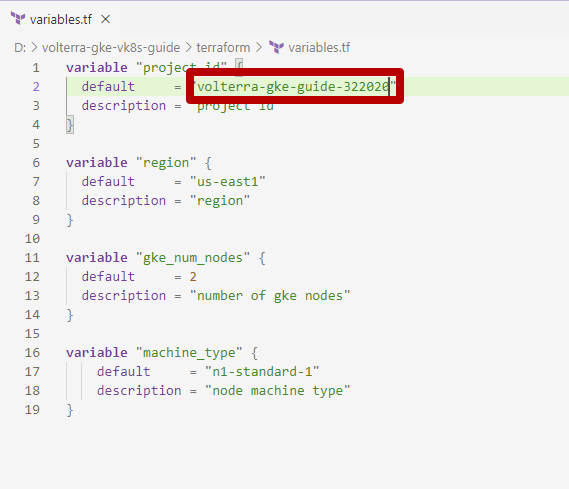 variables.tf ×
D: > volterra-gke-vk8s-guide > terraform > variables.tf
1 variable "project_id" {
2 default = "volterra-gke-guide-322020"
3 description = "project id"
4 }
5
6 variable "region" {
7 default = "us-east1"
8 description = "region"
9 }
10
11 variable "gke_num_nodes" {
12 default = 2
13 description = "number of gke nodes"
14 }
15
16 variable "machine_type" {
17 default = "n1-standard-1"
18 description = "node machine type"
19 }